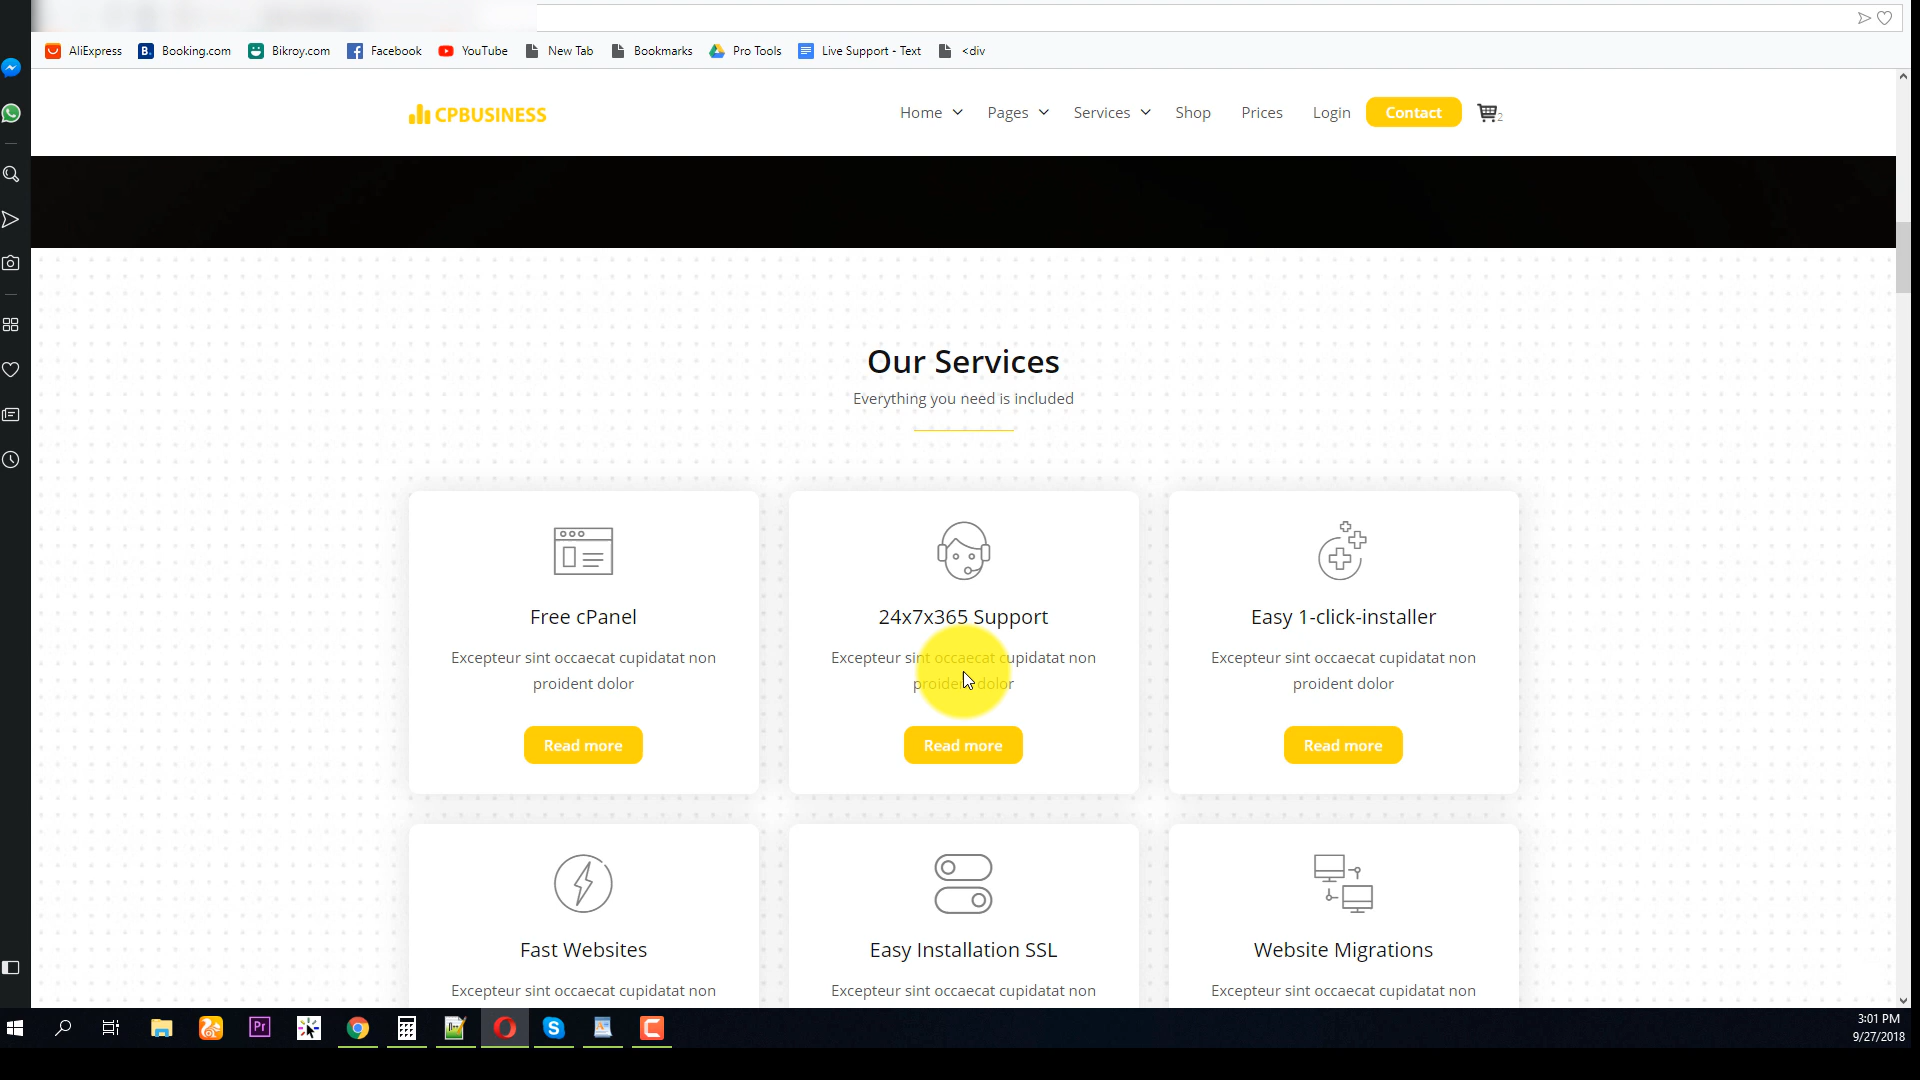 AliExpress Booking.com Bikroy.com Facebook YouTube New Tab Bookmarks Pro Tools Live Support - Text <div
CPBUSINESS Home Pages Services Shop Prices Login Contact 2
Our Services
Everything you need is included
Free cPanel
Excepteur sint occaecat cupidatat non
proident dolor
Read more
24x7x365 Support
Excepteur sint occaecat cupidatat non
proident dolor
Read more
Easy 1-click-installer
Excepteur sint occaecat cupidatat non
proident dolor
Read more
Fast Websites
Excepteur sint occaecat cupidatat non
Easy Installation SSL
Excepteur sint occaecat cupidatat non
Website Migrations
Excepteur sint occaecat cupidatat non
3:01 PM
9/27/2018